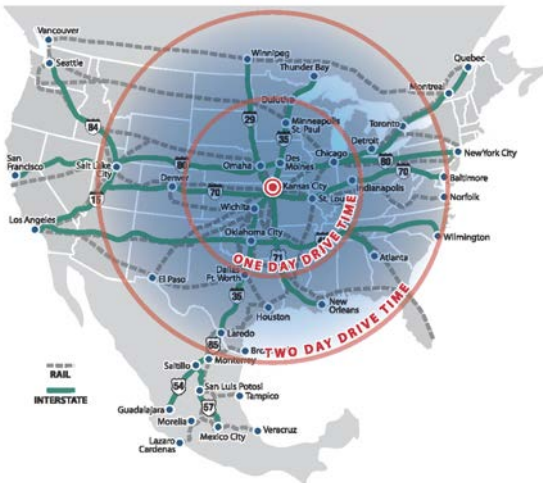 Vancouver
Seattle
Winnipeg
Thunder Bay
Quebec
Montreal
Duluth
Minneapolis
St. Paul
Toronto
Detroit
84
29
35
San
Francisco
Salt Lake
City
Omaha
Des
Moines
Chicago
80
New York City
70
Baltimore
Denver
70
Kansas City
Indianapolis
Norfolk
15
St. Louis
Wichita
Los Angeles
Oklahoma City
Wilmington
ONE DAY DRIVE TIME
71
Atlanta
El Paso
Dallas
Ft. Worth
35
Houston
New
Orleans
Laredo
TWO DAY DRIVE TIME
85
Monterrey
Saltillo
RAIL
INTERSTATE
54
San Luis Potosi
Tampico
57
Guadalajara
Morelia
Mexico City
Veracruz
Lazaro
Cardenas